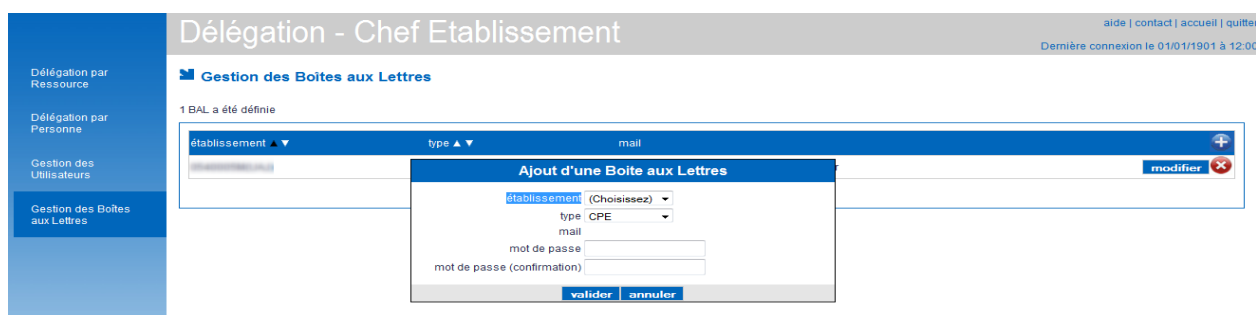 Délégation - Chef Etablissement
aide | contact | accueil | quitter
Dernière connexion le 01/01/1901 à 12:00
Délégation par
Ressource
Délégation par
Personne
Gestion des
Utilisateurs
Gestion des Boîtes
aux Lettres
Gestion des Boites aux Lettres
1 BAL a été définie
établissement ▲ ▼ type ▲ ▼ mail
modifier
Ajout d'une Boite aux Lettres
établissement (Choisissez)
type CPE
mail
mot de passe
mot de passe (confirmation)
valider annuler